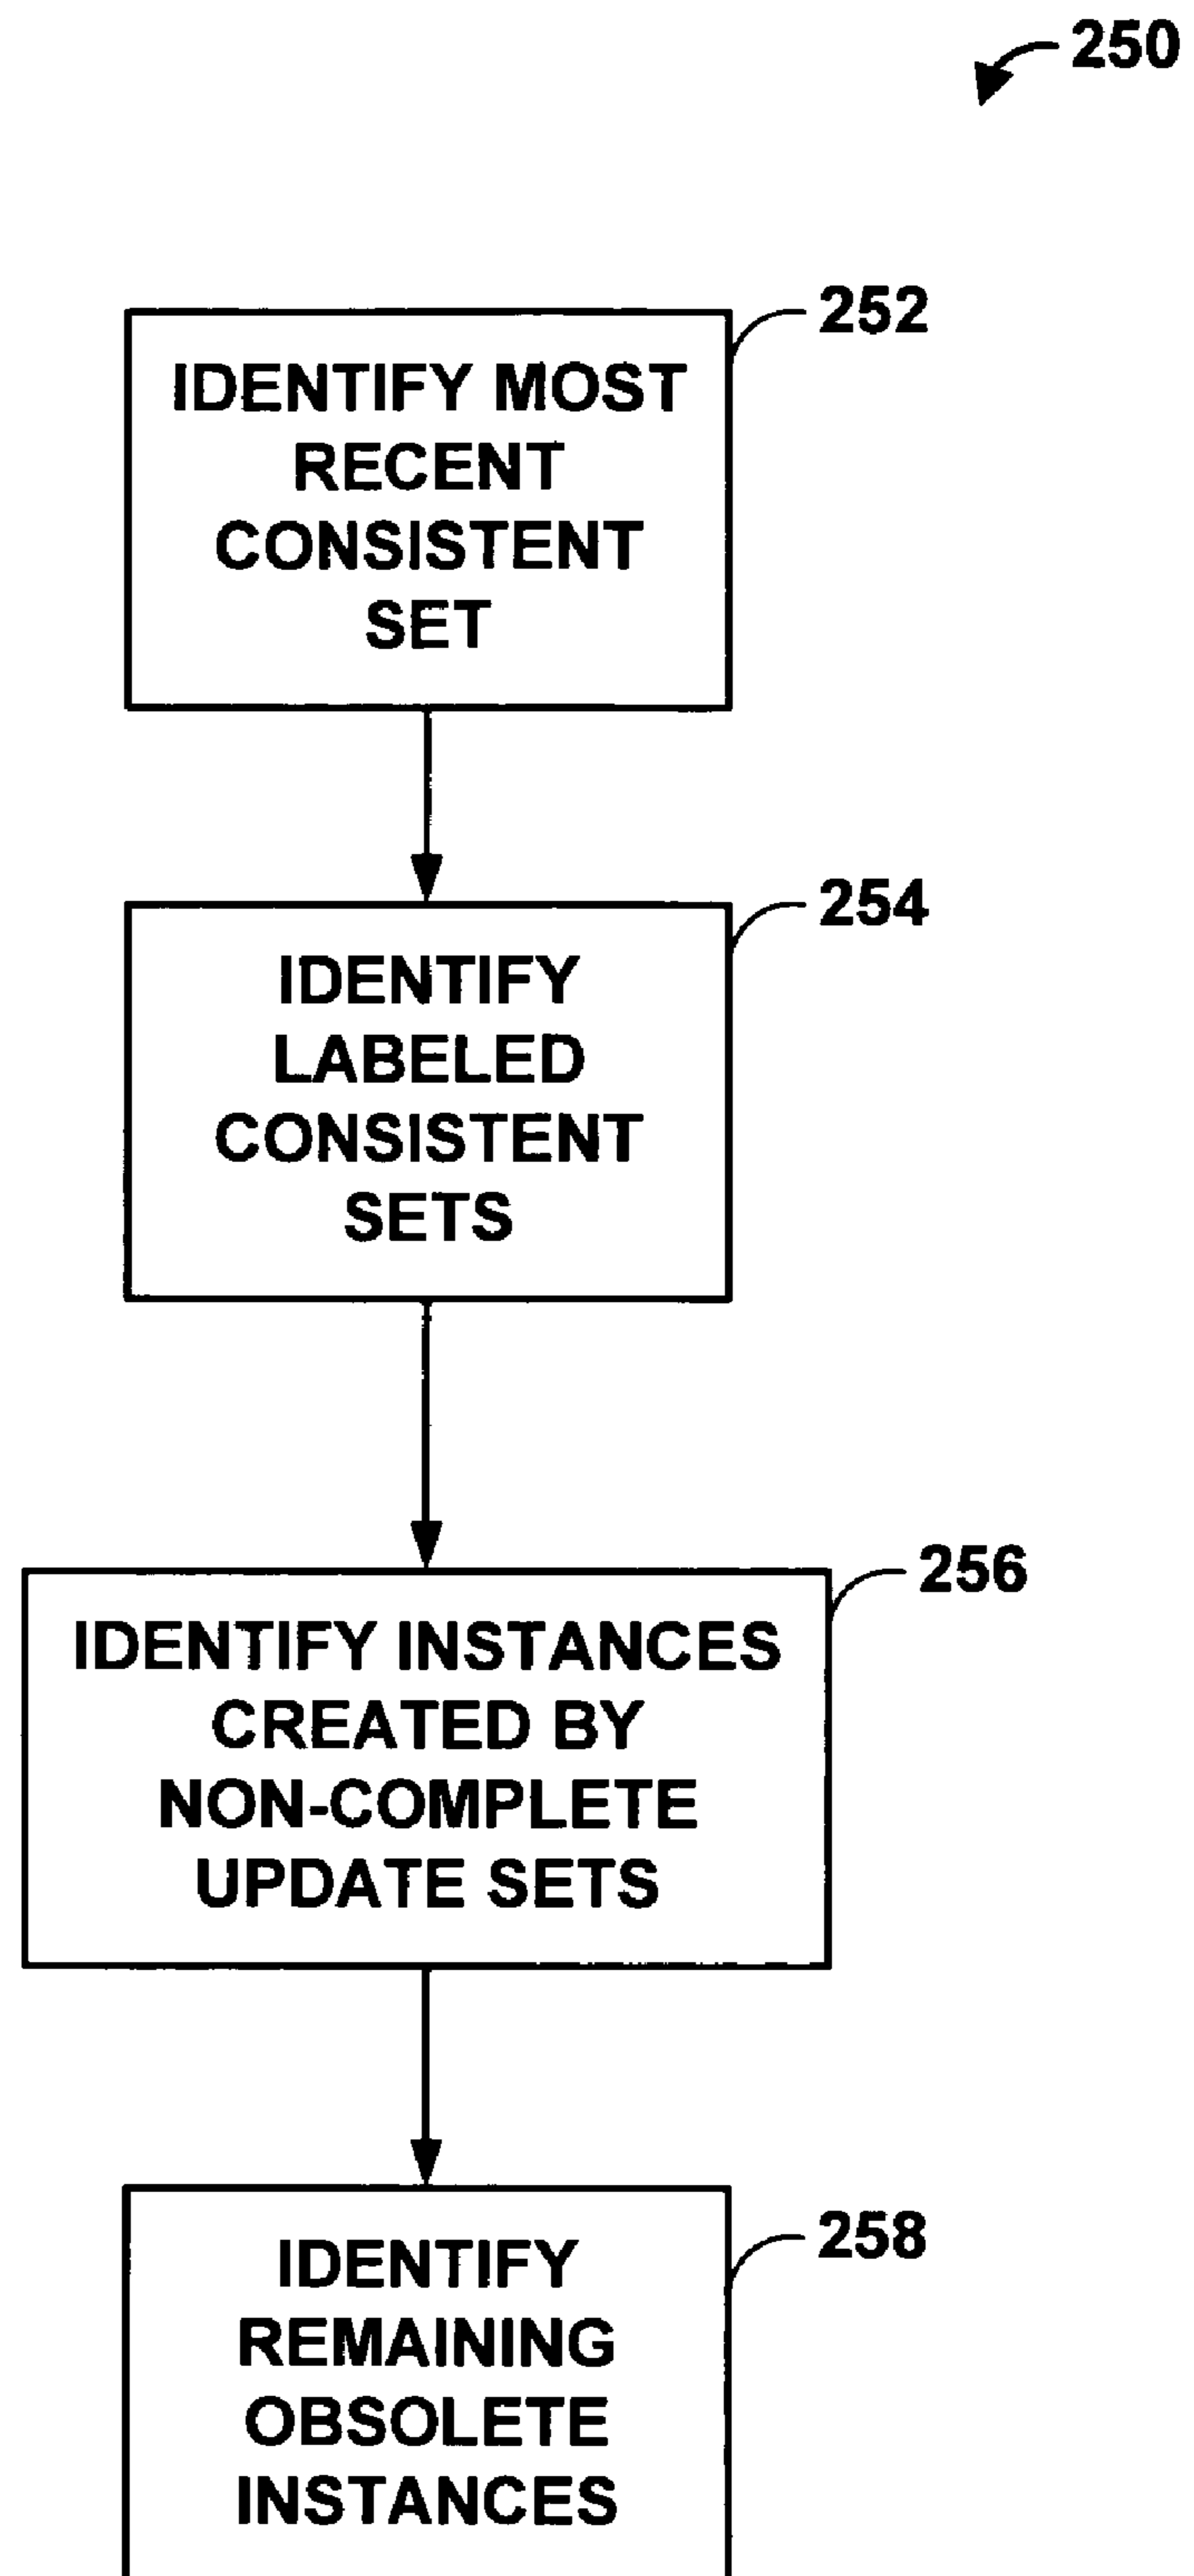 250
252
IDENTIFY MOST
RECENT
CONSISTENT
SET
254
IDENTIFY
LABELED
CONSISTENT
SETS
256
IDENTIFY INSTANCES
CREATED BY
NON-COMPLETE
UPDATE SETS
258
IDENTIFY
REMAINING
OBSOLETE
INSTANCES